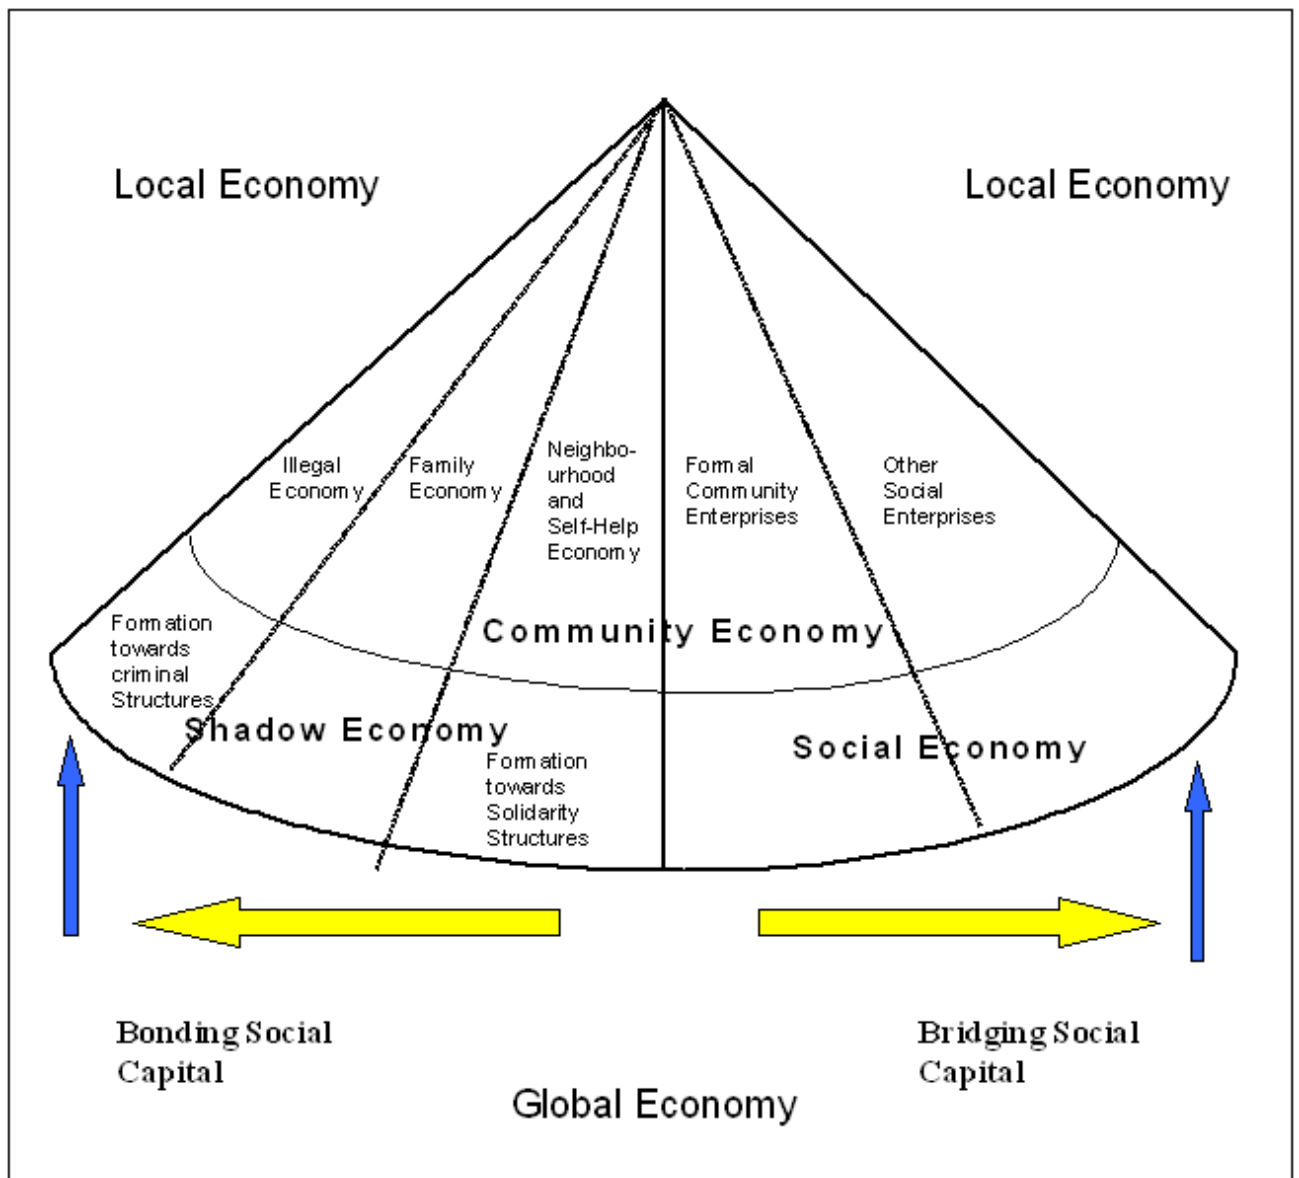 Local Economy
Local Economy
Illegal
Economy
Family
Economy
Neighbo-
urhood
and
Self-Help
Economy
Formal
Community
Enterprises
Other
Social
Enterprises
Formation
towards
criminal
Structures
Community Economy
Shadow Economy
Social Economy
Formation
towards
Solidarity
Structures
Bonding Social
Capital
Bridging Social
Capital
Global Economy